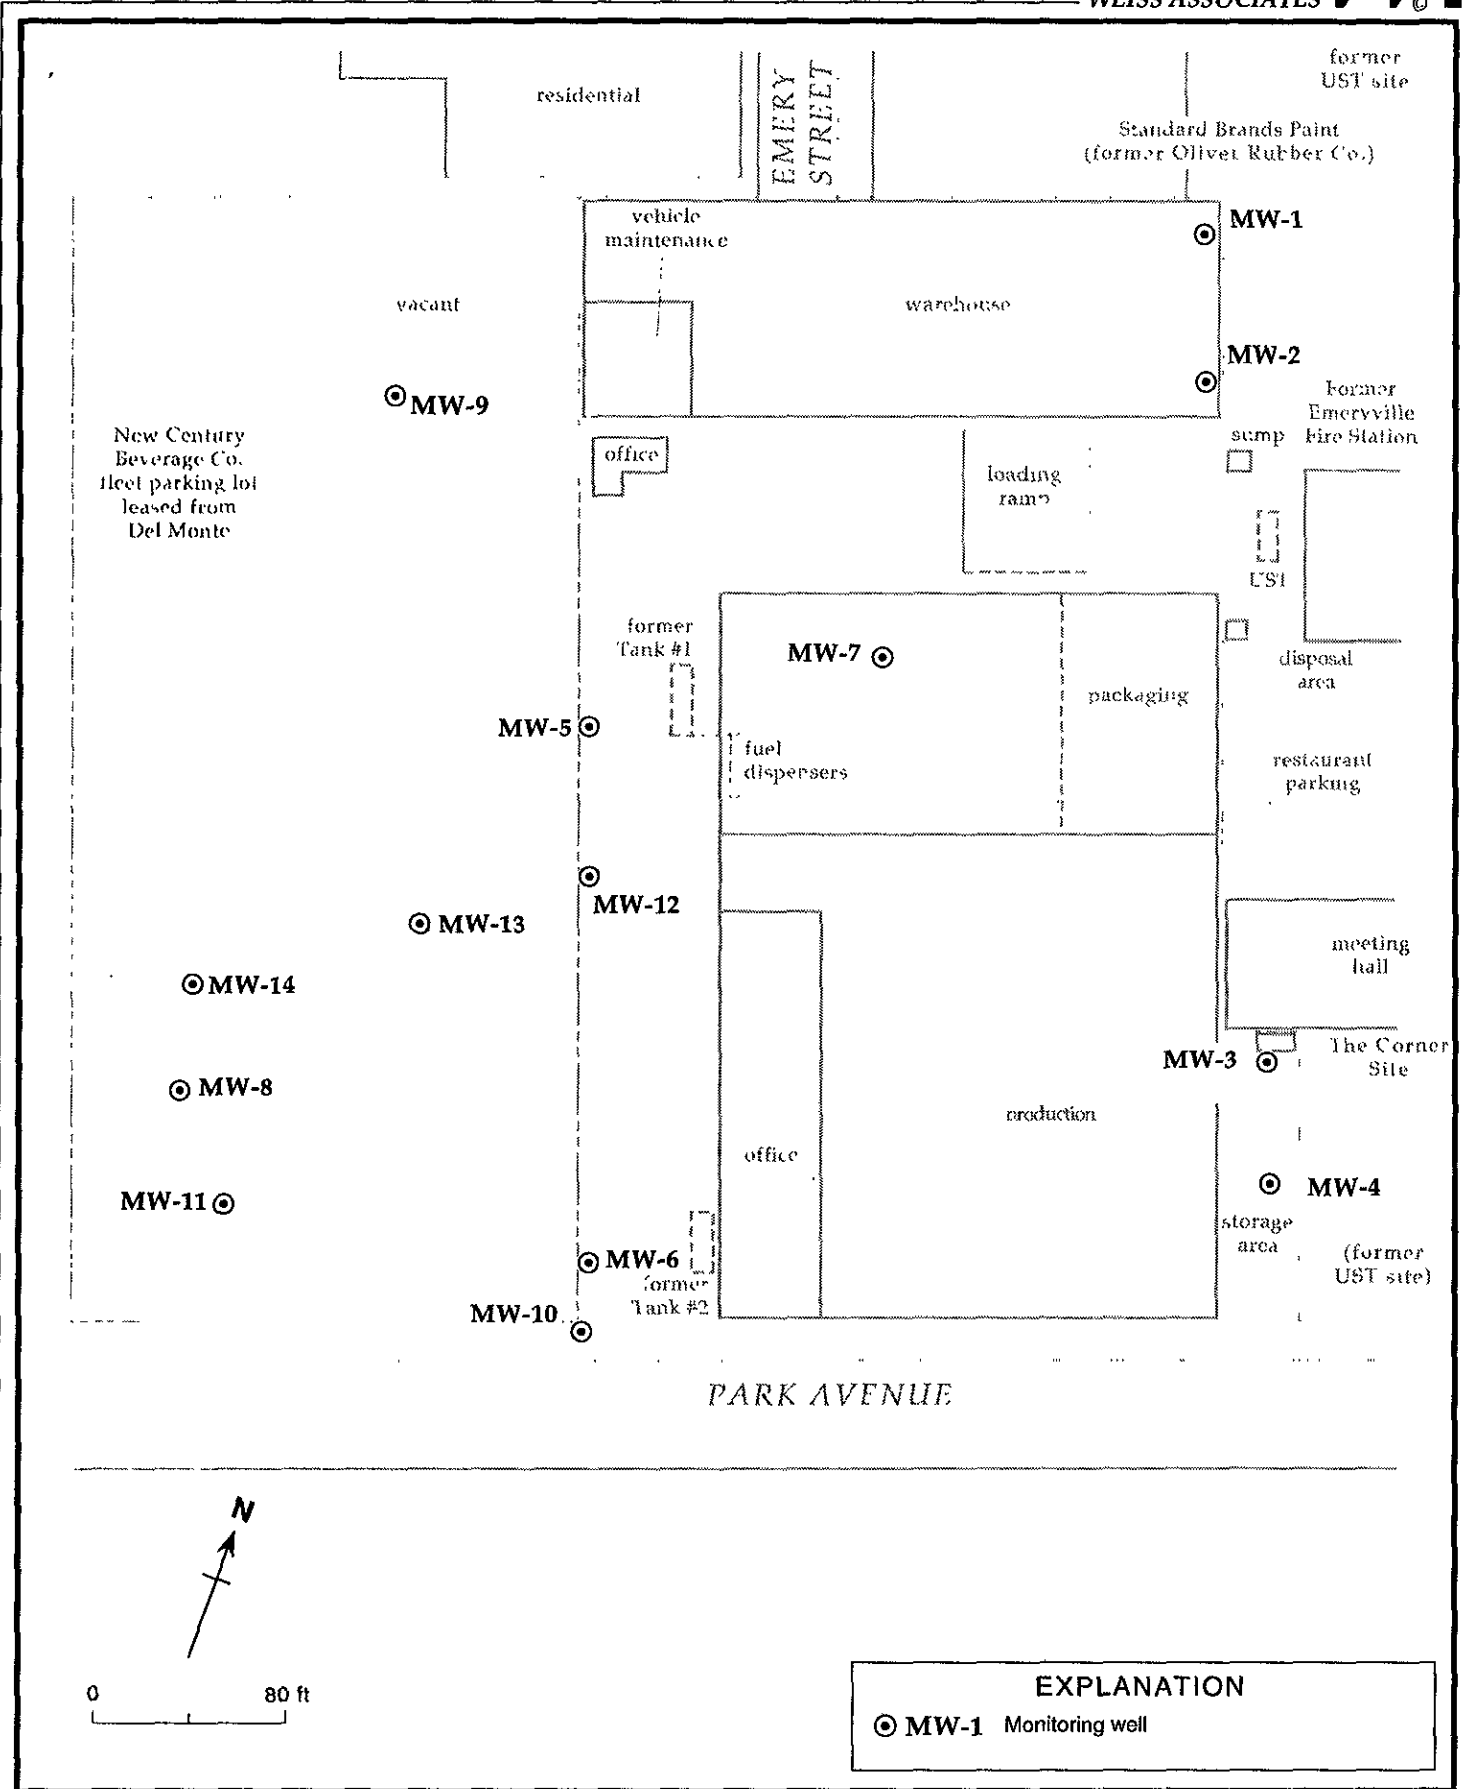 WEISS ASSOCIATES
former
UST site
residential
EMERY
STREET
Standard Brands Paint
(former Oliver Rubber Co.)
vehicle
maintenance
MW-1
vacant
warehouse
MW-2
MW-9
Former
Emeryville
Fire Station
New Century
Beverage Co.
fleet parking lot
leased from
Del Monte
office
sump
loading
ramp
UST
former
Tank #1
MW-7
disposal
area
packaging
MW-5
fuel
dispersers
restaurant
parking
MW-12
MW-13
meeting
hall
MW-14
The Corner
Site
MW-3
MW-8
production
office
MW-4
MW-11
storage
area
(former
UST site)
MW-6
former
Tank #2
MW-10
PARK AVENUE
N
0 80 ft
EXPLANATION
MW-1 Monitoring well